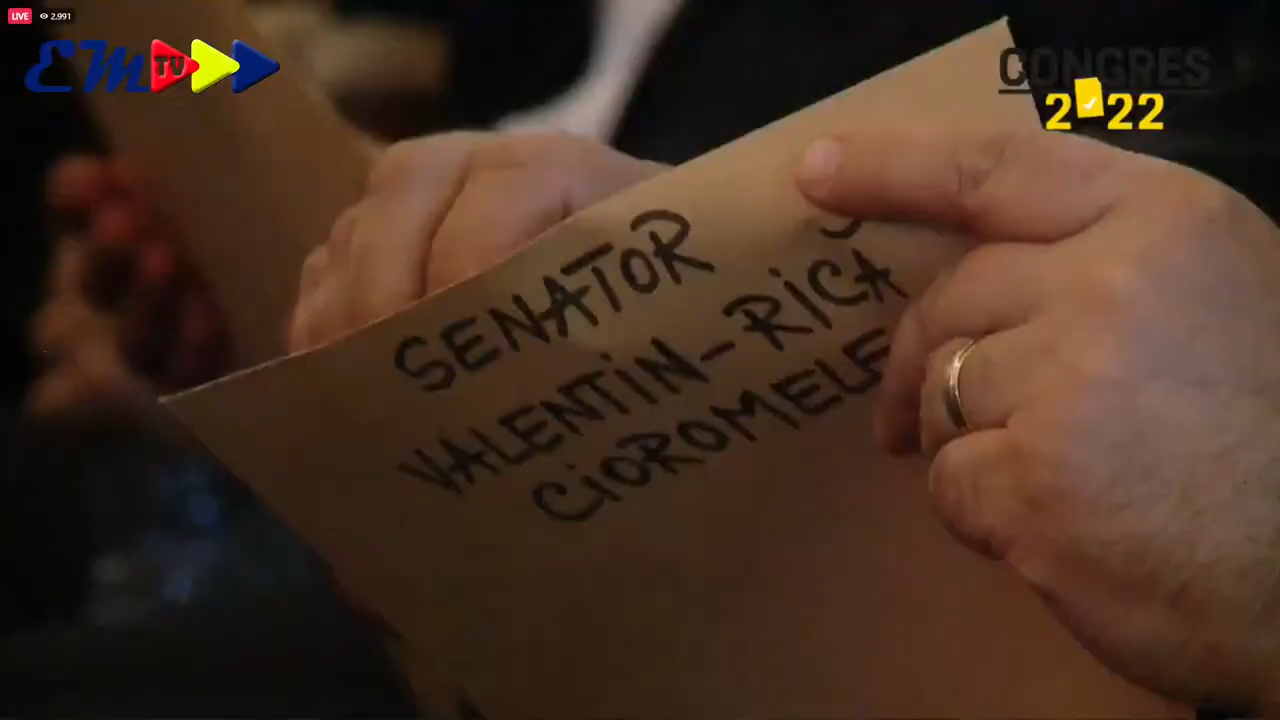 LIVE 2.991
EM TV
CONGRES
2022
SENATOR
VALENTIN-RICA
CIOROMELE